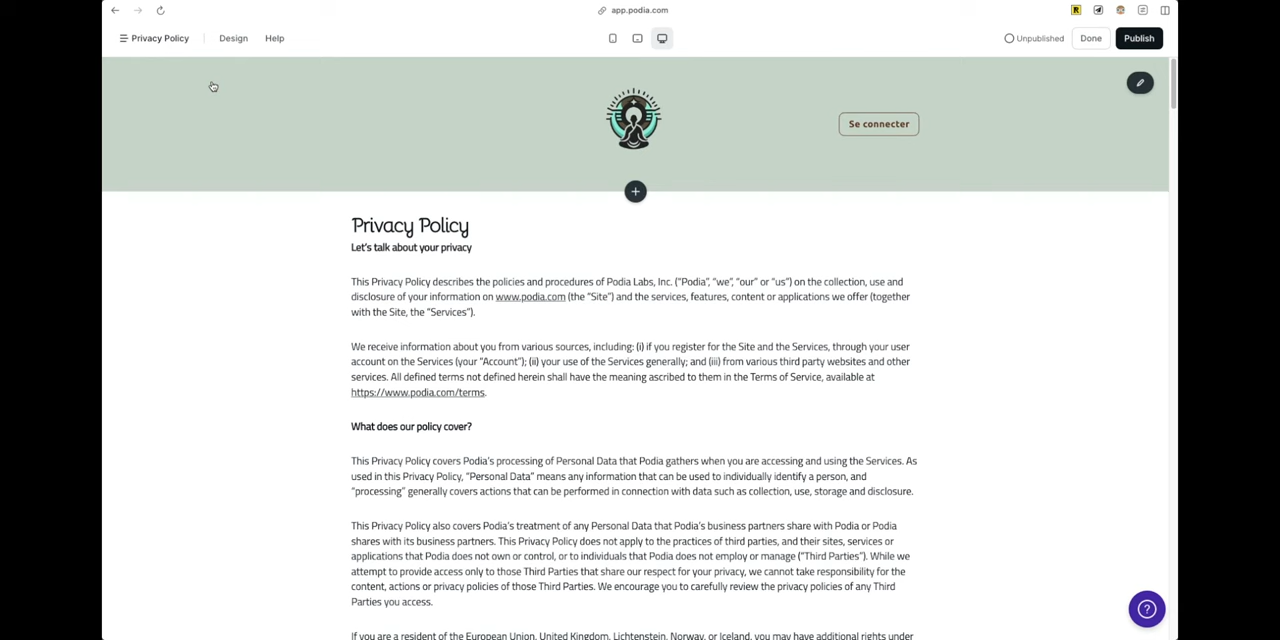 app.podia.com
R
Privacy Policy
Design
Help
Unpublished
Done
Publish
Se connecter
Privacy Policy
Let's talk about your privacy
This Privacy Policy describes the policies and procedures of Podia Labs, Inc. (“Podia”, “we”, “our” or “us”) on the collection, use and
disclosure of your information on www.podia.com (the “Site”) and the services, features, content or applications we offer (together
with the Site, the “Services”).
We receive information about you from various sources, including: (i) if you register for the Site and the Services, through your user
account on the Services (your “Account”); (ii) your use of the Services generally; and (iii) from various third party websites and other
services. All defined terms not defined herein shall have the meaning ascribed to them in the Terms of Service, available at
https://www.podia.com/terms.
What does our policy cover?
This Privacy Policy covers Podia’s processing of Personal Data that Podia gathers when you are accessing and using the Services. As
used in this Privacy Policy, “Personal Data” means any information that can be used to individually identify a person, and
“processing” generally covers actions that can be performed in connection with data such as collection, use, storage and disclosure.
This Privacy Policy also covers Podia’s treatment of any Personal Data that Podia’s business partners share with Podia or Podia
shares with its business partners. This Privacy Policy does not apply to the practices of third parties, and their sites, services or
applications that Podia does not own or control, or to individuals that Podia does not employ or manage (“Third Parties”). While we
attempt to provide access only to those Third Parties that share our respect for your privacy, we cannot take responsibility for the
content, actions or privacy policies of those Third Parties. We encourage you to carefully review the privacy policies of any Third
Parties you access.
If you are a resident of the European Union, United Kingdom, Lichtenstein, Norway, or Iceland, you may have additional rights under